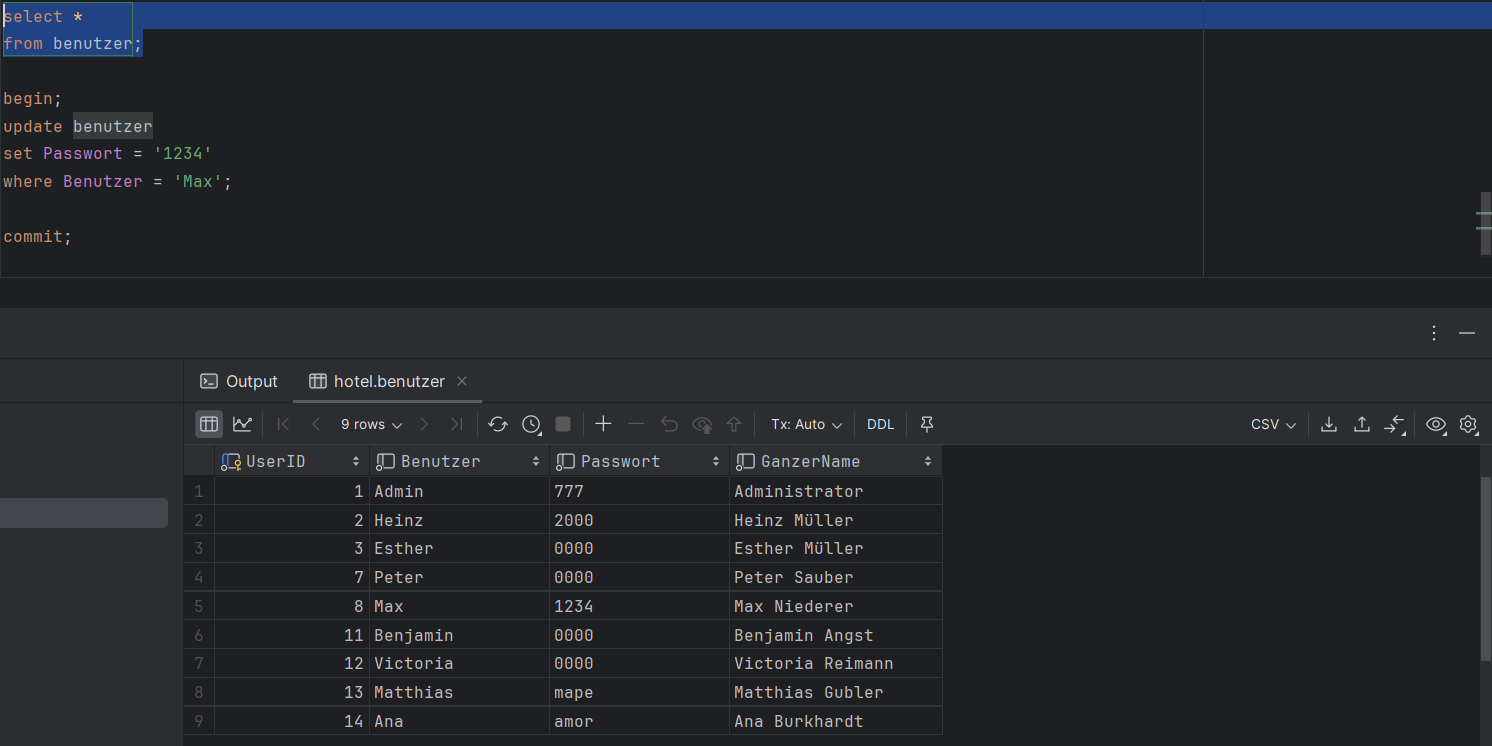 select *
from benutzer;
begin;
update benutzer
set Passwort = '1234'
where Benutzer = 'Max';
commit;
Output hotel.benutzer
9 rows Tx: Auto DDL CSV
UserID Benutzer Passwort GanzerName
1 1 Admin 777 Administrator
2 2 Heinz 2000 Heinz Müller
3 3 Esther 0000 Esther Müller
4 7 Peter 0000 Peter Sauber
5 8 Max 1234 Max Niederer
6 11 Benjamin 0000 Benjamin Angst
7 12 Victoria 0000 Victoria Reimann
8 13 Matthias mape Matthias Gubler
9 14 Ana amor Ana Burkhardt